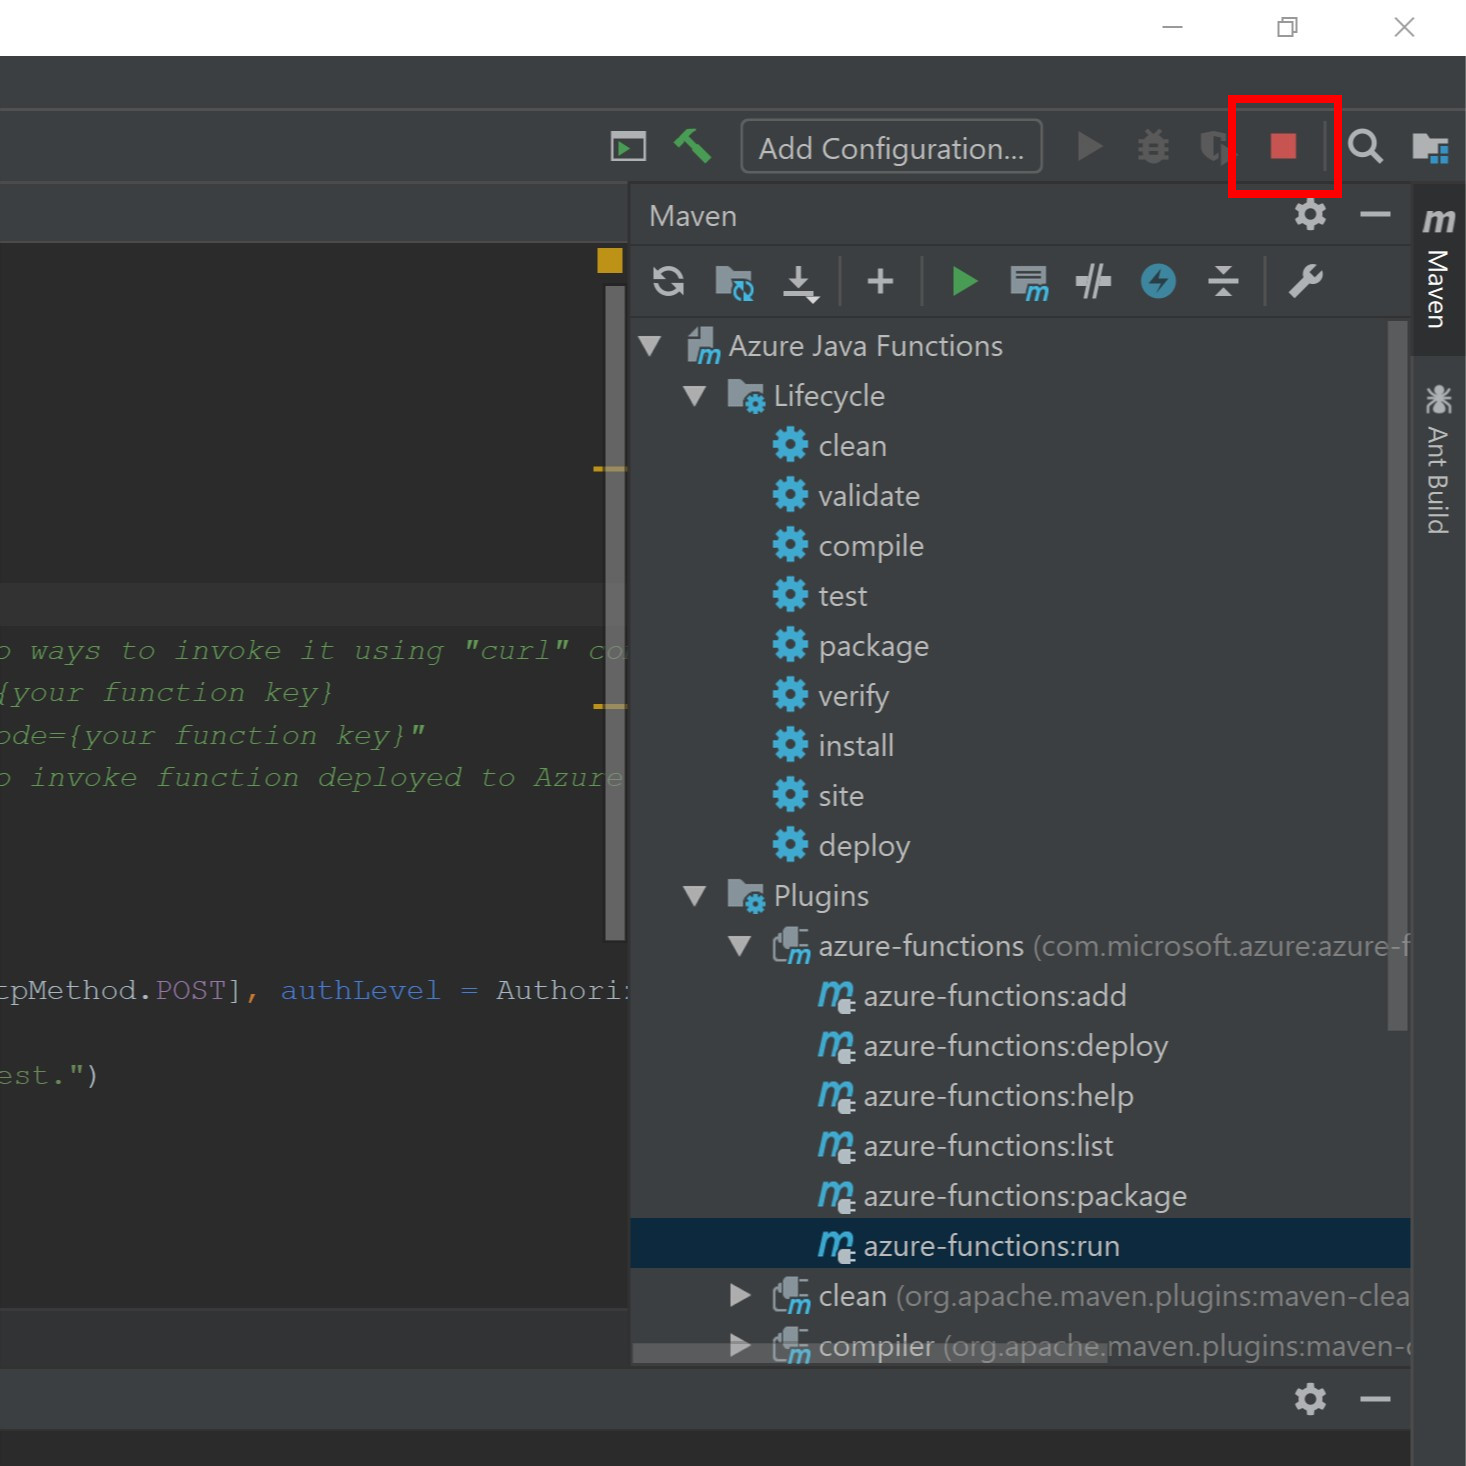 Add Configuration...
Maven
Maven
Ant Build
Azure Java Functions
Lifecycle
clean
validate
compile
test
package
verify
install
site
deploy
Plugins
azure-functions (com.microsoft.azure:azure-f
azure-functions:add
azure-functions:deploy
azure-functions:help
azure-functions:list
azure-functions:package
azure-functions:run
clean (org.apache.maven.plugins:maven-clea
compiler (org.apache.maven.plugins:maven-c
o ways to invoke it using "curl" co
{your function key}
ode={your function key}"
o invoke function deployed to Azure
tpMethod.POST], authLevel = Authori
est.")